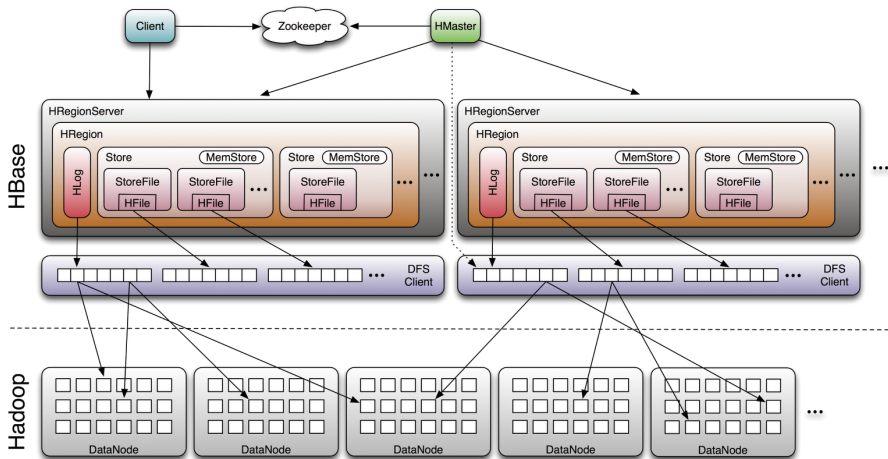 Client
Zookeeper
HMaster
HBase
HRegionServer
HRegion
HLog
Store
MemStore
StoreFile
HFile
StoreFile
HFile
...
Store
MemStore
StoreFile
HFile
...
...
HRegionServer
HRegion
HLog
Store
MemStore
StoreFile
HFile
StoreFile
HFile
...
Store
MemStore
StoreFile
HFile
...
...
...
...
DFS
Client
...
DFS
Client
Hadoop
DataNode
DataNode
DataNode
DataNode
DataNode
...